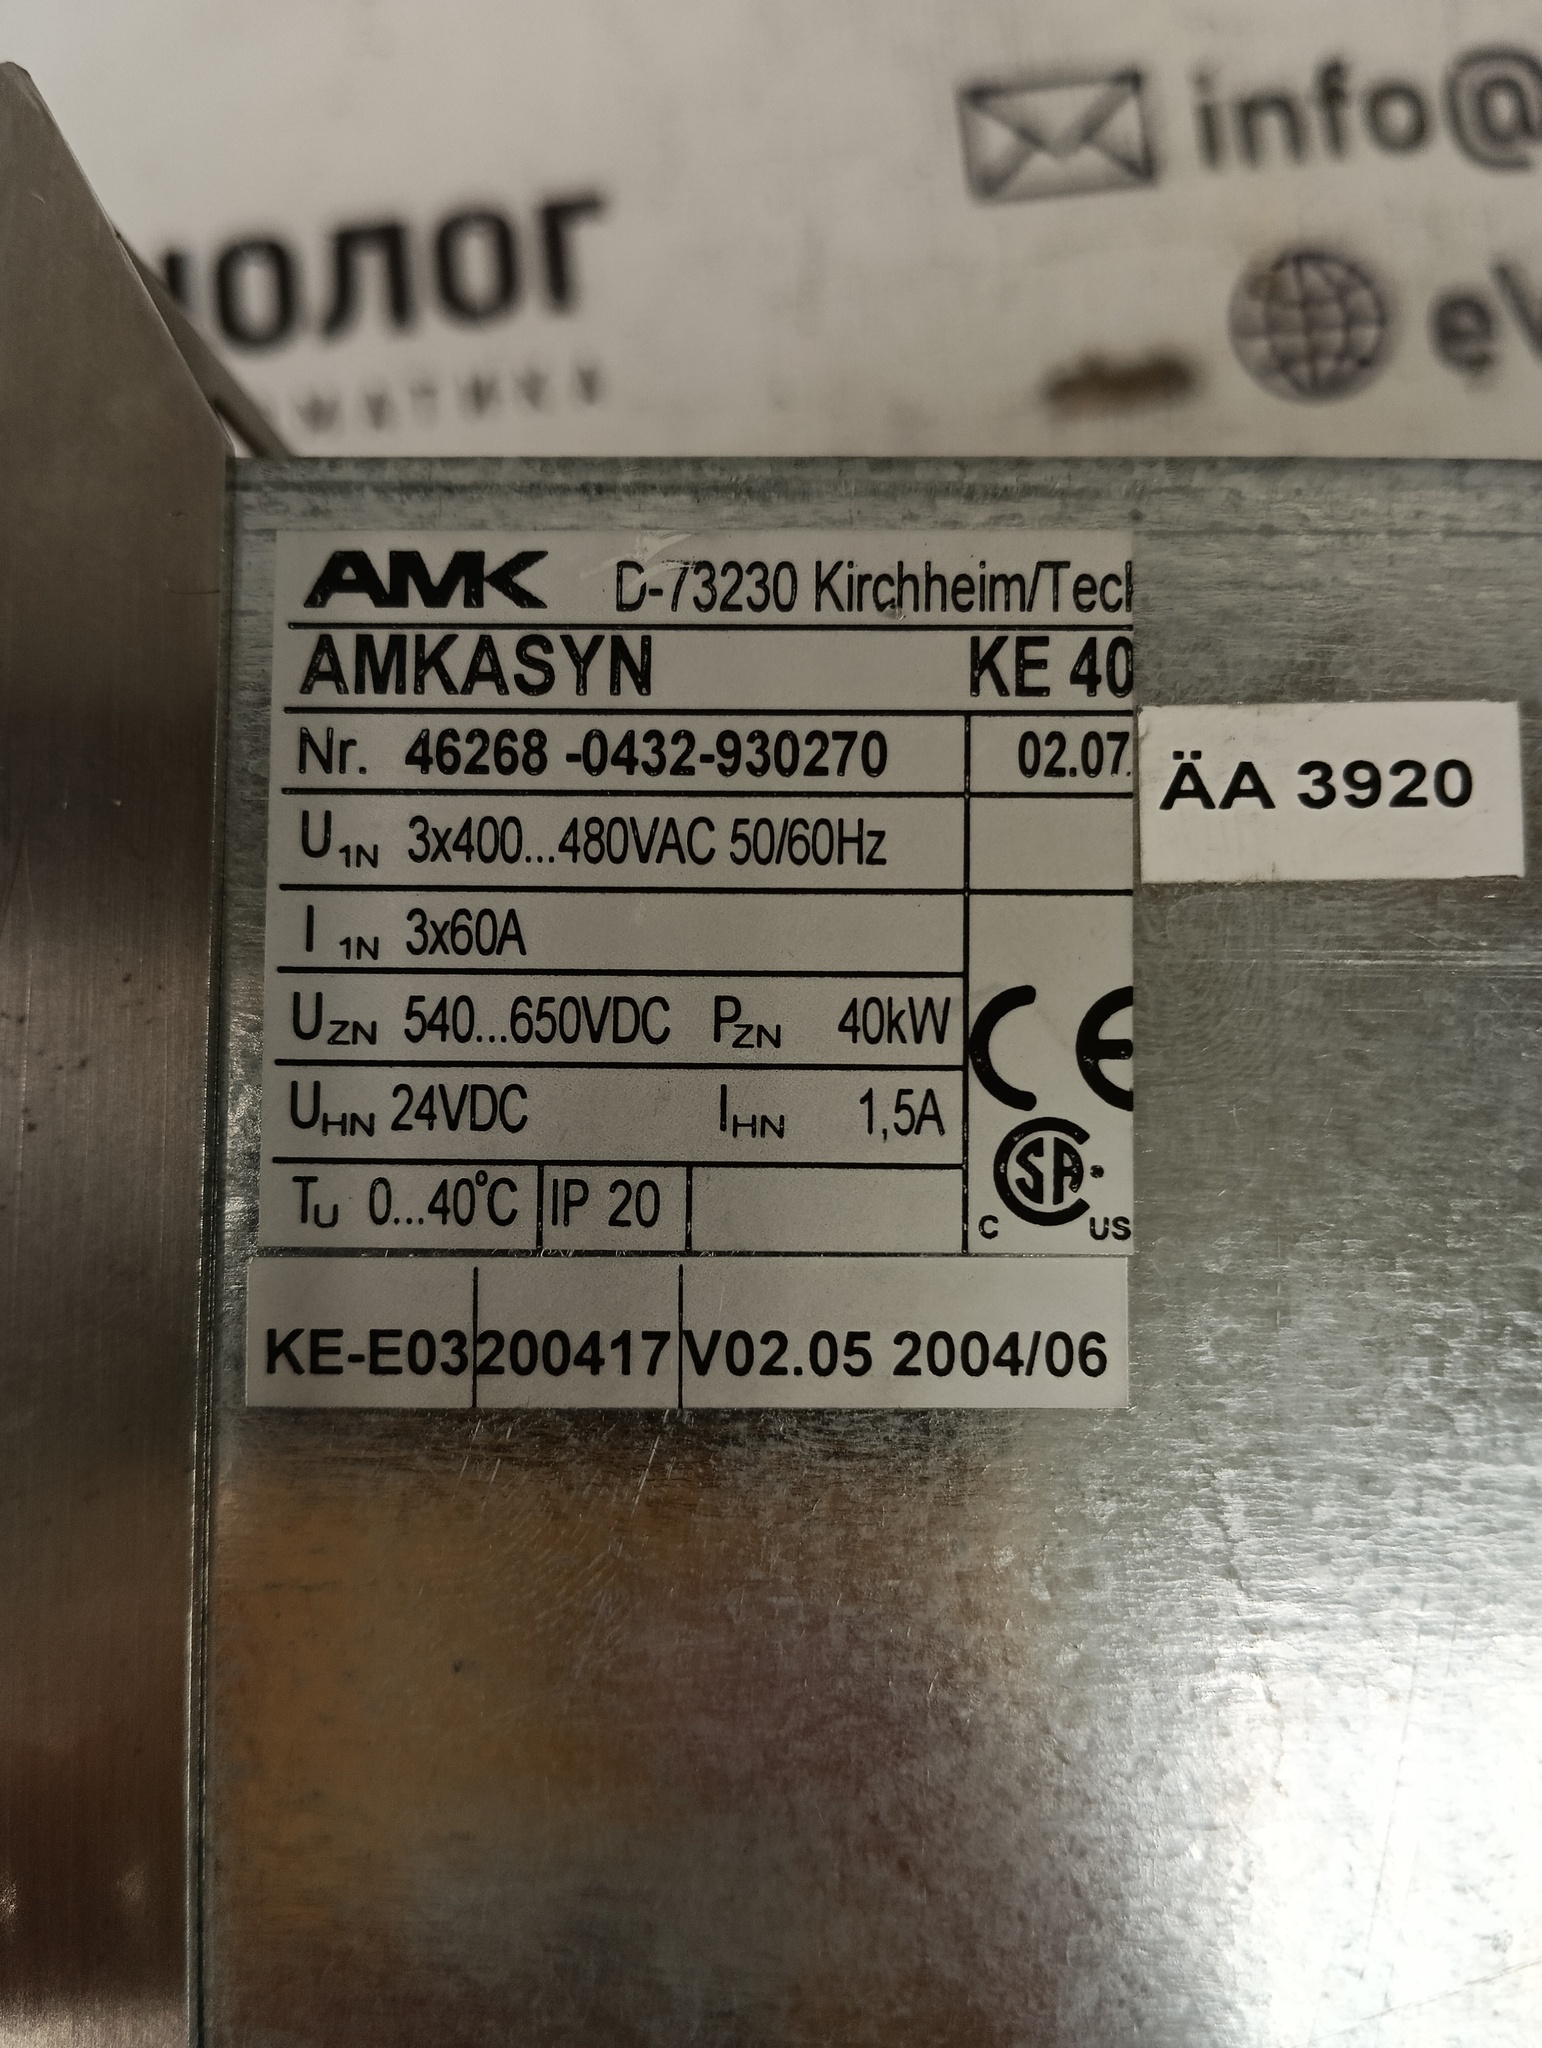 info@
AMK D-73230 Kirchheim/Teck
AMKASYN KE 40
Nr. 46268 -0432-930270 02.07.
ÄA 3920
U1N 3x400...480VAC 50/60Hz
I1N 3x60A
UZN 540...650VDC PZN 40kW
CE
UHN 24VDC IHN 1,5A
TU 0...40°C IP 20
C SA® US
KE-E03 200417 V02.05 2004/06